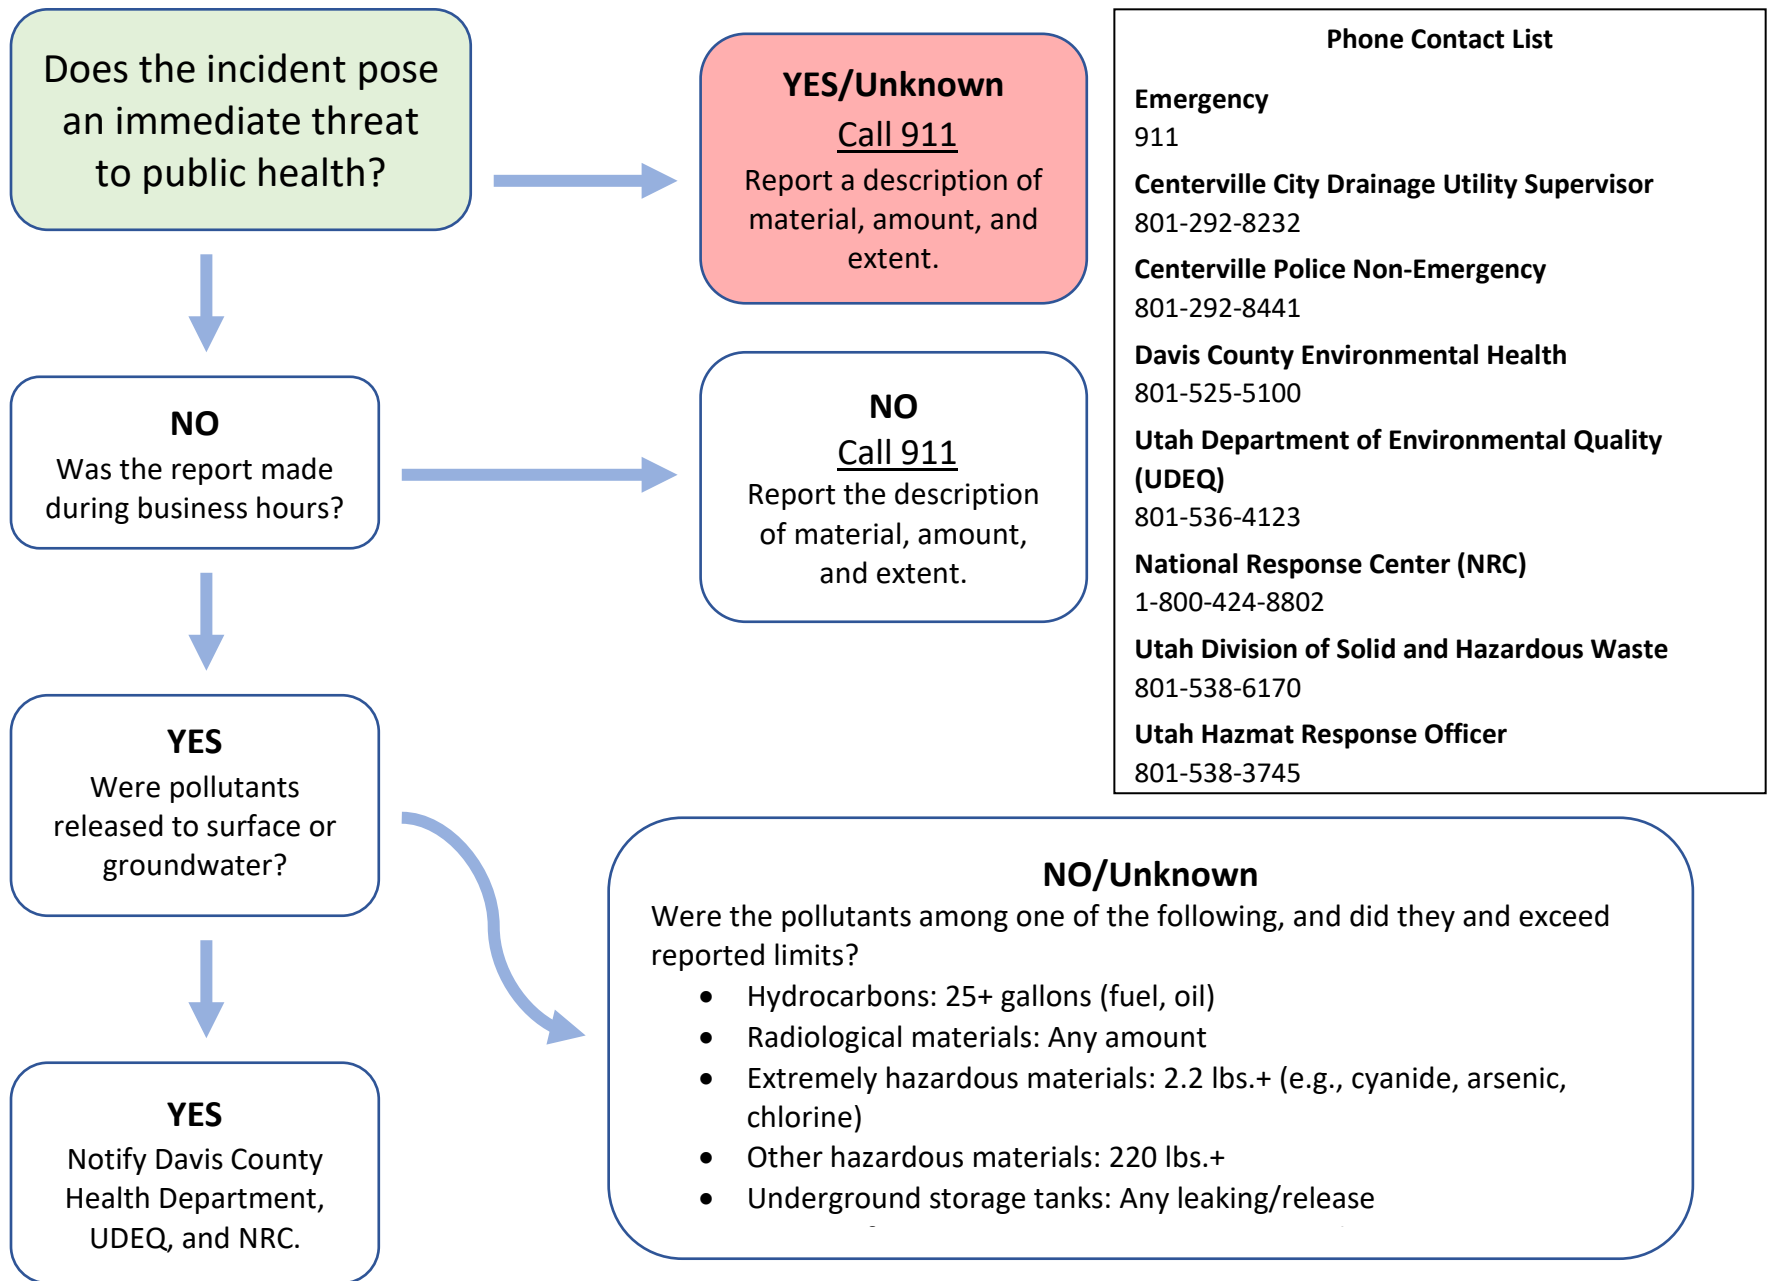 Does the incident pose
an immediate threat
to public health?
YES/Unknown
Call 911
Report a description of
material, amount, and
extent.
NO
Was the report made
during business hours?
NO
Call 911
Report the description
of material, amount,
and extent.
YES
Were pollutants
released to surface or
groundwater?
YES
Notify Davis County
Health Department,
UDEQ, and NRC.
NO/Unknown
Were the pollutants among one of the following, and did they and exceed
reported limits?
• Hydrocarbons: 25+ gallons (fuel, oil)
• Radiological materials: Any amount
• Extremely hazardous materials: 2.2 lbs.+ (e.g., cyanide, arsenic,
chlorine)
• Other hazardous materials: 220 lbs.+
• Underground storage tanks: Any leaking/release
Phone Contact List
Emergency
911
Centerville City Drainage Utility Supervisor
801-292-8232
Centerville Police Non-Emergency
801-292-8441
Davis County Environmental Health
801-525-5100
Utah Department of Environmental Quality
(UDEQ)
801-536-4123
National Response Center (NRC)
1-800-424-8802
Utah Division of Solid and Hazardous Waste
801-538-6170
Utah Hazmat Response Officer
801-538-3745